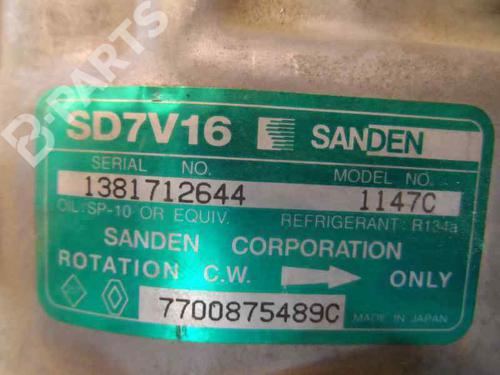 B-PARTS
SD7V16 SANDEN
SERIAL NO. MODEL NO.
1381712644 1147C
OIL:SP-10 OR EQUIV. REFRIGERANT:R134a
SANDEN CORPORATION
ROTATION C.W. ONLY
7700875489C MADE IN JAPAN